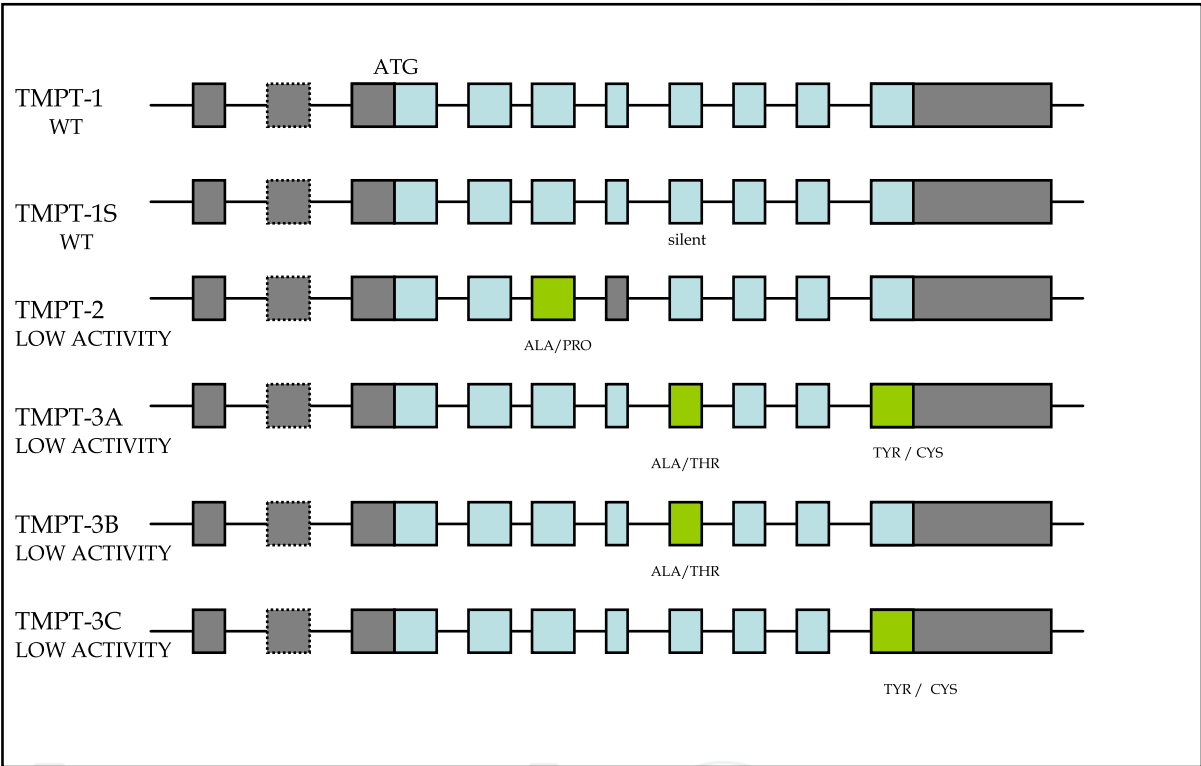 ATG
TMPT-1
WT
TMPT-1S
WT
silent
TMPT-2
LOW ACTIVITY
ALA/PRO
TMPT-3A
LOW ACTIVITY
TYR / CYS
ALA/THR
TMPT-3B
LOW ACTIVITY
ALA/THR
TMPT-3C
LOW ACTIVITY
TYR / CYS